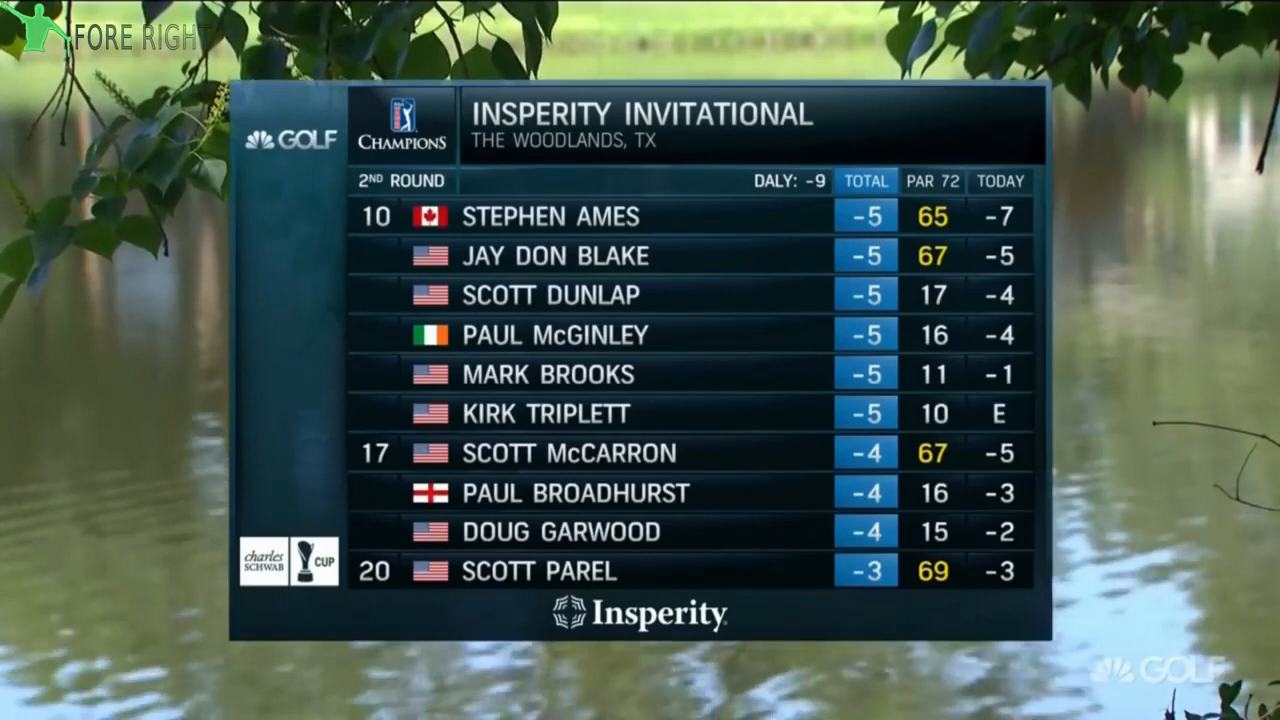 FORE RIGHT
GOLF
CHAMPIONS
INSPERITY INVITATIONAL
THE WOODLANDS, TX
2ND ROUND DALY: -9 TOTAL PAR 72 TODAY
10 STEPHEN AMES -5 65 -7
JAY DON BLAKE -5 67 -5
SCOTT DUNLAP -5 17 -4
PAUL McGINLEY -5 16 -4
MARK BROOKS -5 11 -1
KIRK TRIPLETT -5 10 E
17 SCOTT McCARRON -4 67 -5
PAUL BROADHURST -4 16 -3
DOUG GARWOOD -4 15 -2
20 SCOTT PAREL -3 69 -3
charles
SCHWAB
CUP
Insperity
GOLF